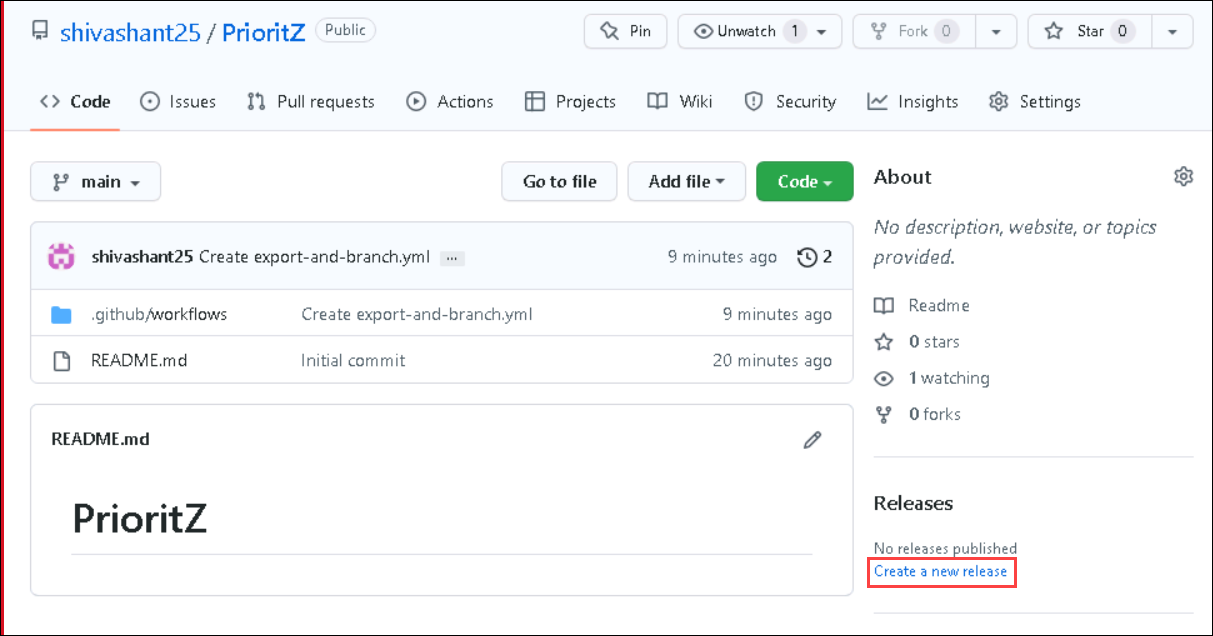 shivashant25 / PrioritZ Public Pin Unwatch 1 Fork 0 Star 0
Code Issues Pull requests Actions Projects Wiki Security Insights Settings
main Go to file Add file Code
shivashant25 Create export-and-branch.yml ... 9 minutes ago 2
.github/workflows Create export-and-branch.yml 9 minutes ago
README.md Initial commit 20 minutes ago
README.md
PrioritZ
About
No description, website, or topics
provided.
Readme
0 stars
1 watching
0 forks
Releases
No releases published
Create a new release